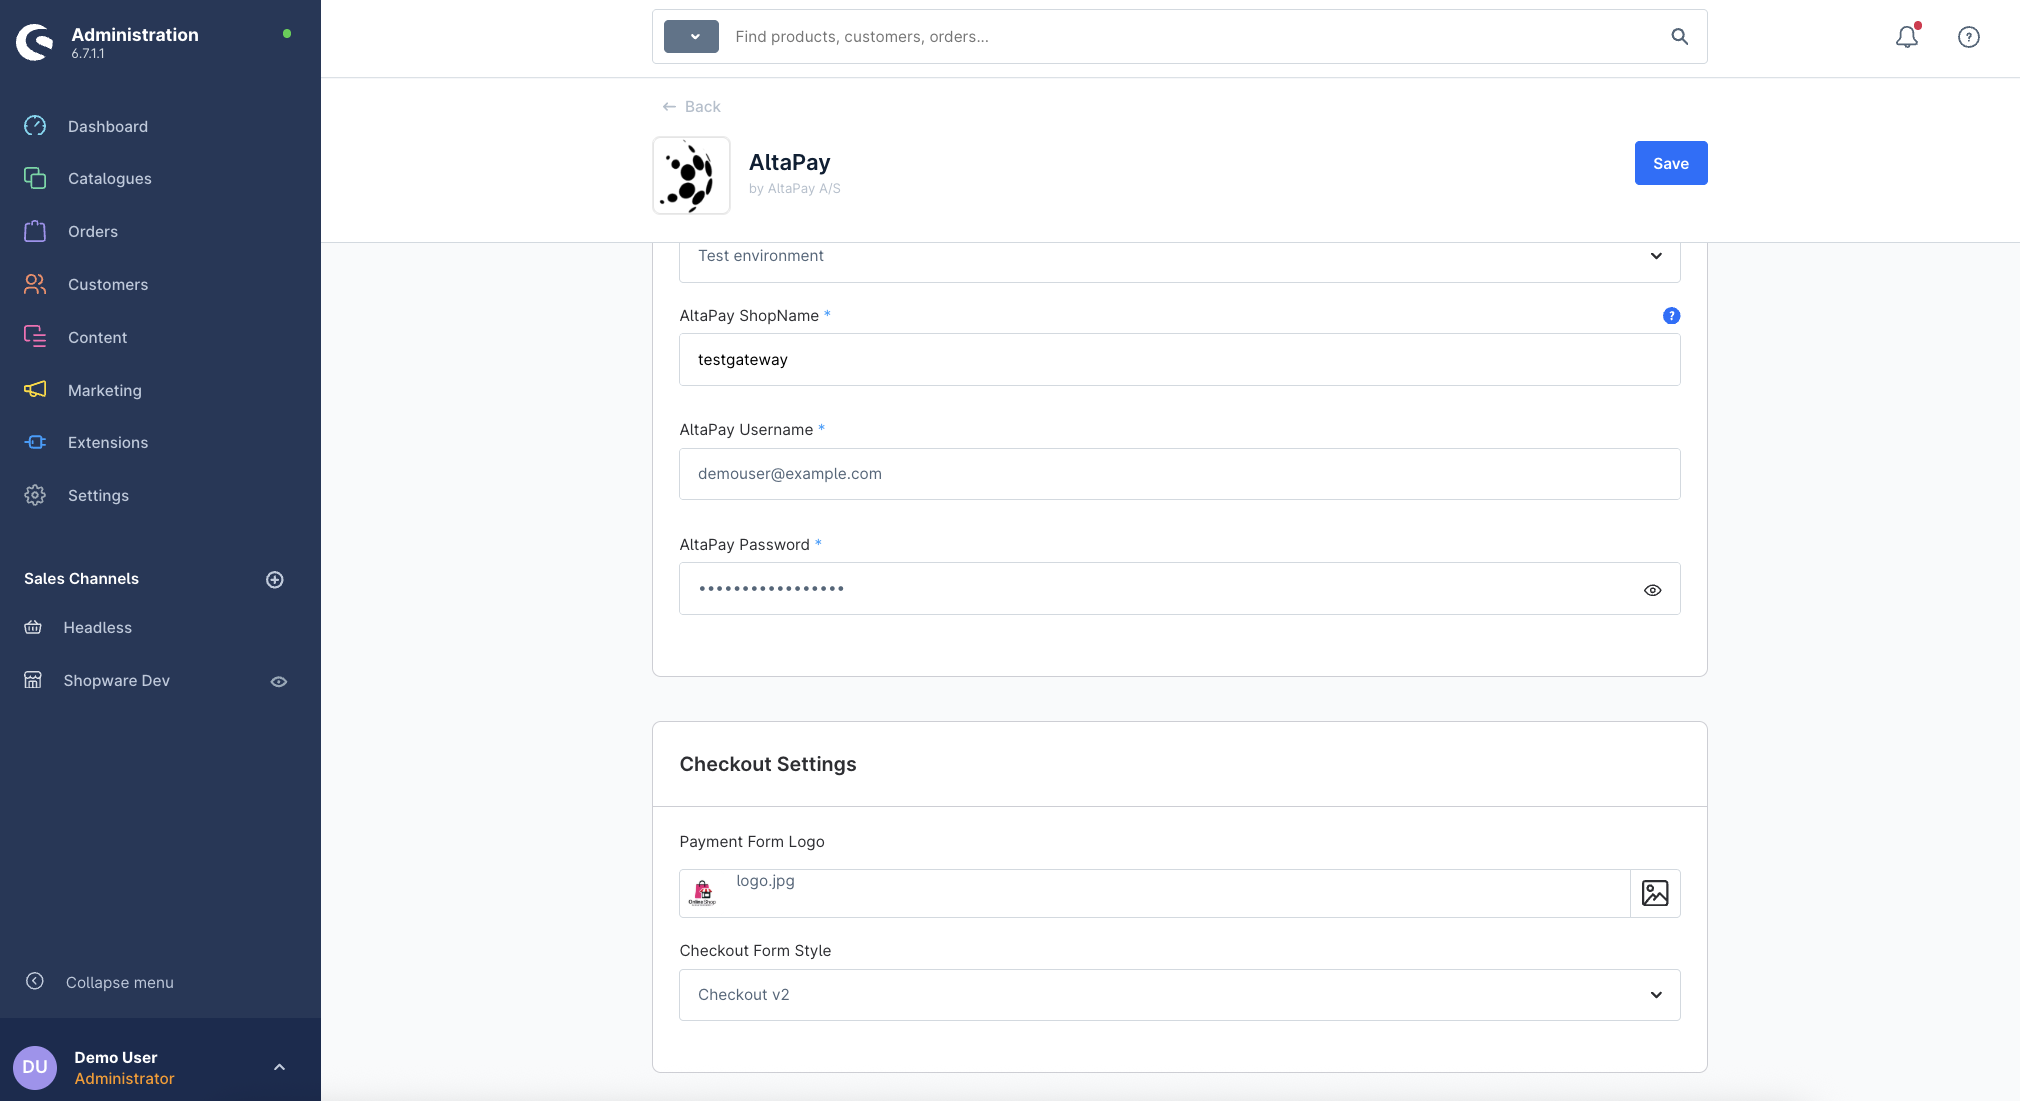 Administration
6.7.1.1
Dashboard
Catalogues
Orders
Customers
Content
Marketing
Extensions
Settings
Sales Channels
Headless
Shopware Dev
Collapse menu
DU
Demo User
Administrator
Find products, customers, orders...
Back
AltaPay
by AltaPay A/S
Save
Test environment
AltaPay ShopName *
testgateway
AltaPay Username *
demouser@example.com
AltaPay Password *
•••••••••••••••••
Checkout Settings
Payment Form Logo
Online Shop
logo.jpg
Checkout Form Style
Checkout v2